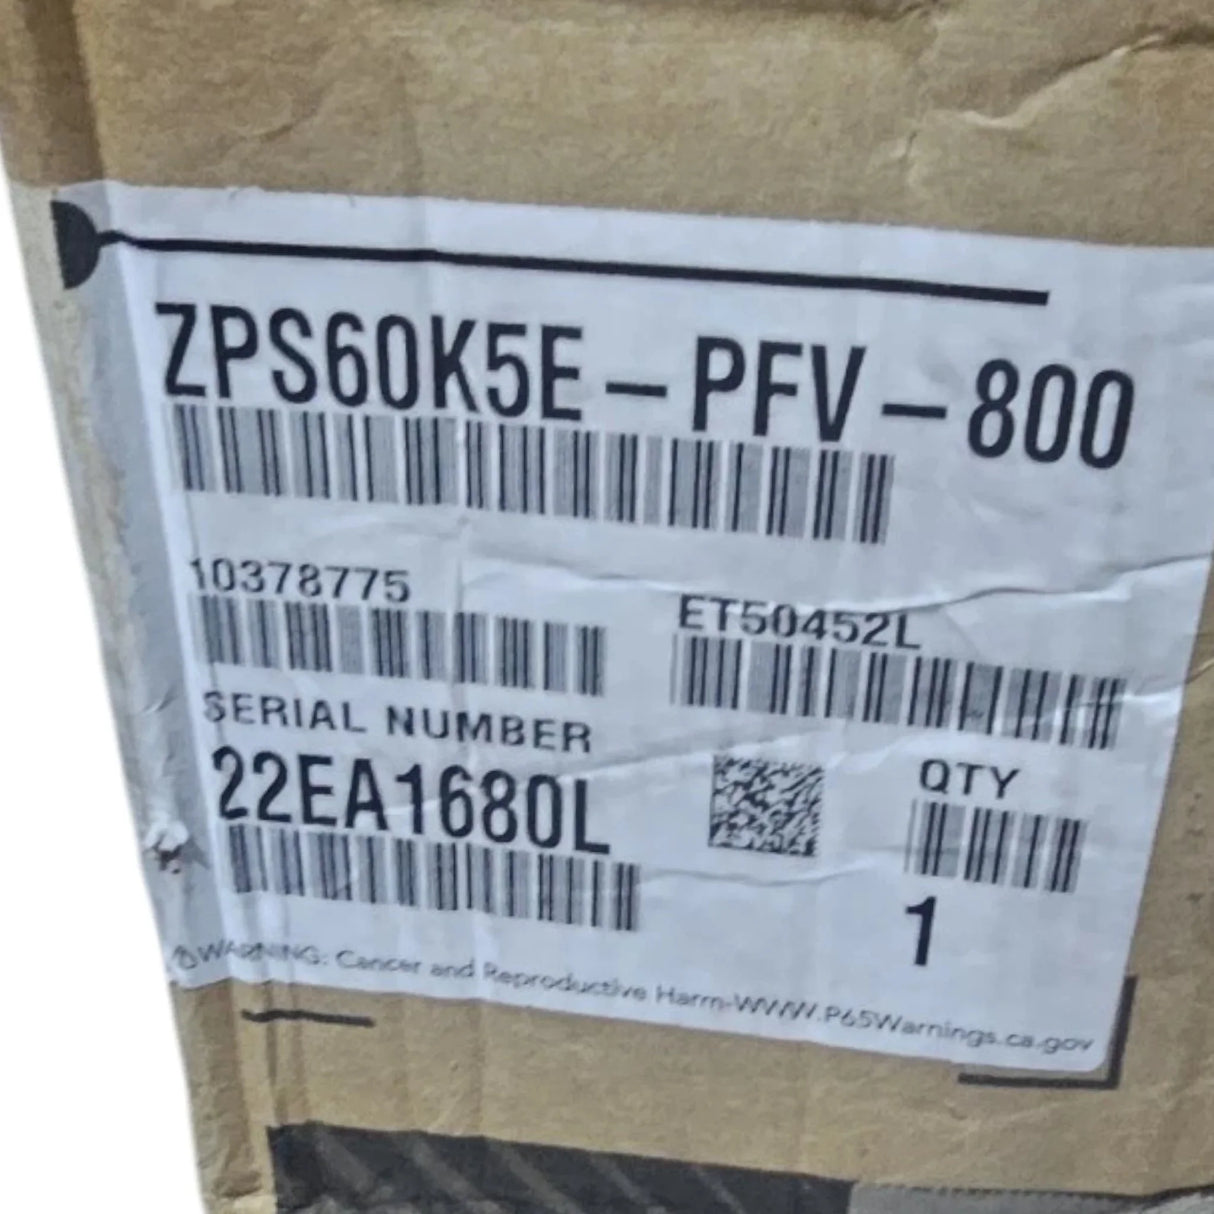 ZPS60K5E-PFV-800
10378775
ET50452L
SERIAL NUMBER
22EA1680L
QTY
1
WARNING: Cancer and Reproductive Harm-WWW.P65Warnings.ca.gov